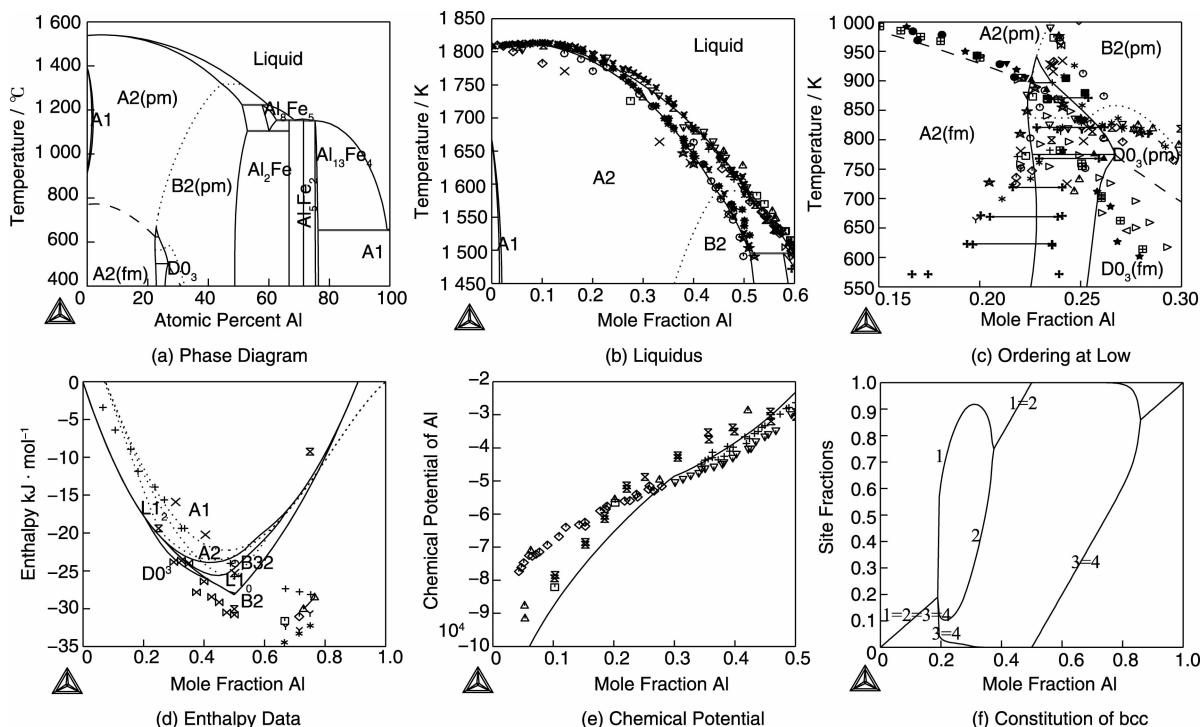 1 600
1 400
1 200
1 000
800
600
400
Temperature / °C
Liquid
A2(pm)
A1
B2(pm)
Al8Fe5
Al2Fe
Al5Fe2
Al13Fe4
A1
A2(fm)
D03
0 20 40 60 80 100
Atomic Percent Al
(a) Phase Diagram
1 850
1 800
1 750
1 700
1 650
1 600
1 550
1 500
1 450
Temperature / K
Liquid
A2
A1
B2
0 0.1 0.2 0.3 0.4 0.5 0.6
Mole Fraction Al
(b) Liquidus
1 000
950
900
850
800
750
700
650
600
550
Temperature / K
A2(pm)
B2(pm)
A2(fm)
D03(pm)
D03(fm)
0.15 0.20 0.25 0.30
Mole Fraction Al
(c) Ordering at Low
0
−5
−10
−15
−20
−25
−30
−35
Enthalpy kJ · mol−1
L12
A1
A2
D03
B32
L10
B2
0 0.2 0.4 0.6 0.8 1.0
Mole Fraction Al
(d) Enthalpy Data
−2
−3
−4
−5
−6
−7
−8
−9
104
−10
Chemical Potential of Al
0 0.1 0.2 0.3 0.4 0.5
Mole Fraction Al
(e) Chemical Potential
1.0
0.9
0.8
0.7
0.6
0.5
0.4
0.3
0.2
0.1
0
Site Fractions
1=2
1
2
3=4
1=2=3=4
3=4
0 0.2 0.4 0.6 0.8 1.0
Mole Fraction Al
(f) Constitution of bcc